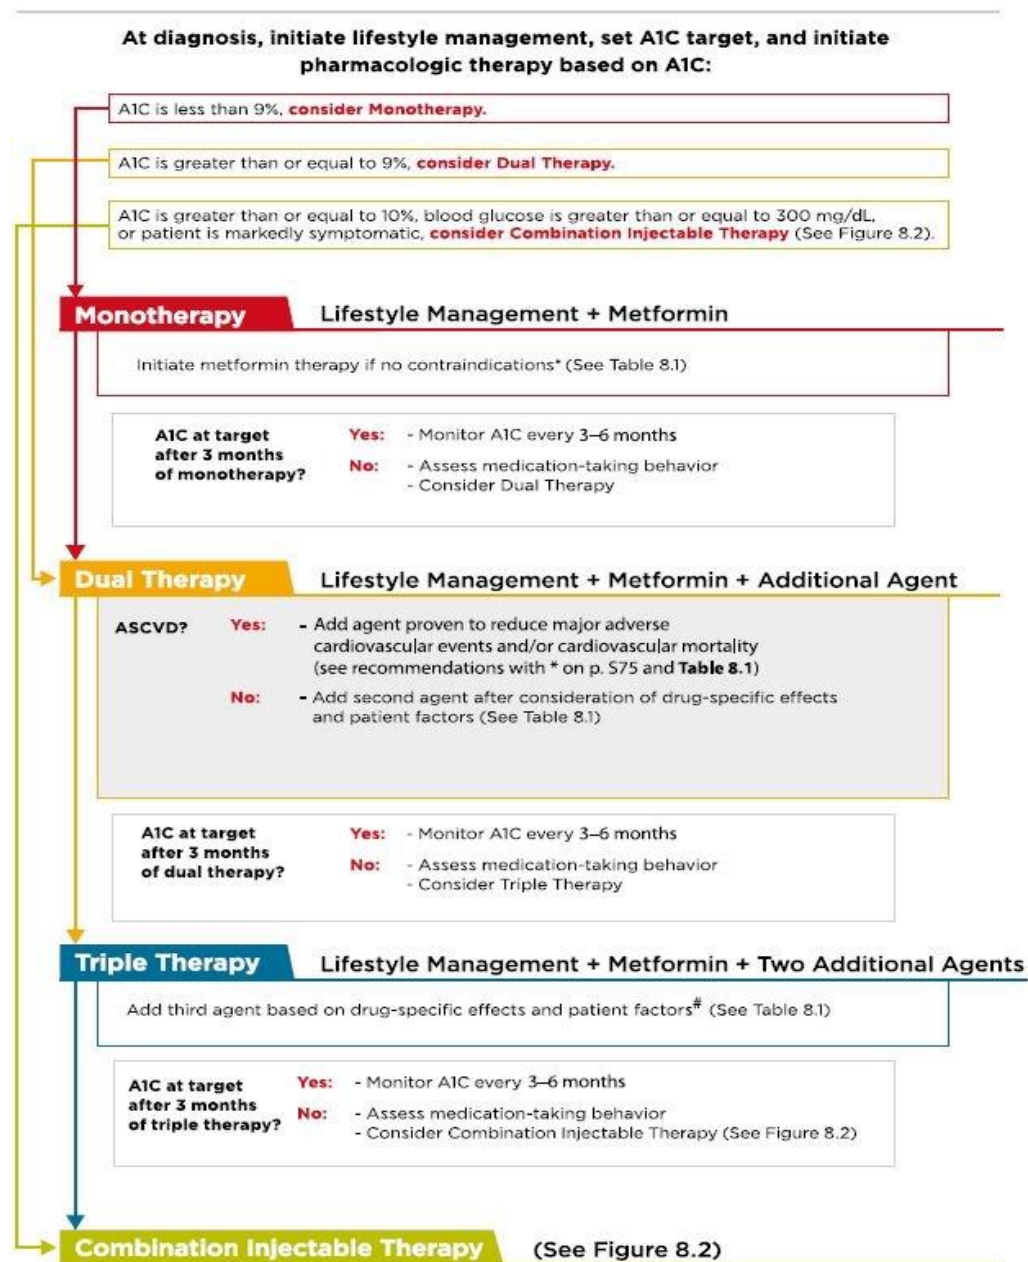 At diagnosis, initiate lifestyle management, set A1C target, and initiate
pharmacologic therapy based on A1C:
A1C is less than 9%, consider Monotherapy.
A1C is greater than or equal to 9%, consider Dual Therapy.
A1C is greater than or equal to 10%, blood glucose is greater than or equal to 300 mg/dL,
or patient is markedly symptomatic, consider Combination Injectable Therapy (See Figure 8.2).
Monotherapy
Lifestyle Management + Metformin
Initiate metformin therapy if no contraindications* (See Table 8.1)
A1C at target
after 3 months
of monotherapy?
Yes: - Monitor A1C every 3–6 months
No: - Assess medication-taking behavior
- Consider Dual Therapy
Dual Therapy
Lifestyle Management + Metformin + Additional Agent
ASCVD?
Yes: - Add agent proven to reduce major adverse
cardiovascular events and/or cardiovascular mortality
(see recommendations with * on p. S75 and Table 8.1)
No: - Add second agent after consideration of drug-specific effects
and patient factors (See Table 8.1)
A1C at target
after 3 months
of dual therapy?
Yes: - Monitor A1C every 3–6 months
No: - Assess medication-taking behavior
- Consider Triple Therapy
Triple Therapy
Lifestyle Management + Metformin + Two Additional Agents
Add third agent based on drug-specific effects and patient factors# (See Table 8.1)
A1C at target
after 3 months
of triple therapy?
Yes: - Monitor A1C every 3–6 months
No: - Assess medication-taking behavior
- Consider Combination Injectable Therapy (See Figure 8.2)
Combination Injectable Therapy
(See Figure 8.2)